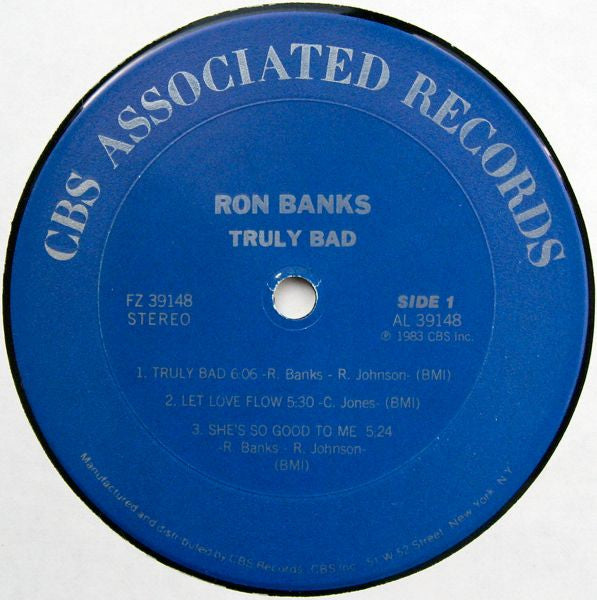 CBS ASSOCIATED RECORDS
RON BANKS
TRULY BAD
FZ 39148
STEREO
SIDE 1
AL 39148
℗ 1983 CBS Inc.
1. TRULY BAD 6:06 -R. Banks - R. Johnson- (BMI)
2. LET LOVE FLOW 5:30 -C. Jones- (BMI)
3. SHE'S SO GOOD TO ME 5:24
-R. Banks - R. Johnson-
(BMI)
Manufactured and distributed by CBS Records, CBS Inc., 51 W. 52 Street, New York, N.Y.